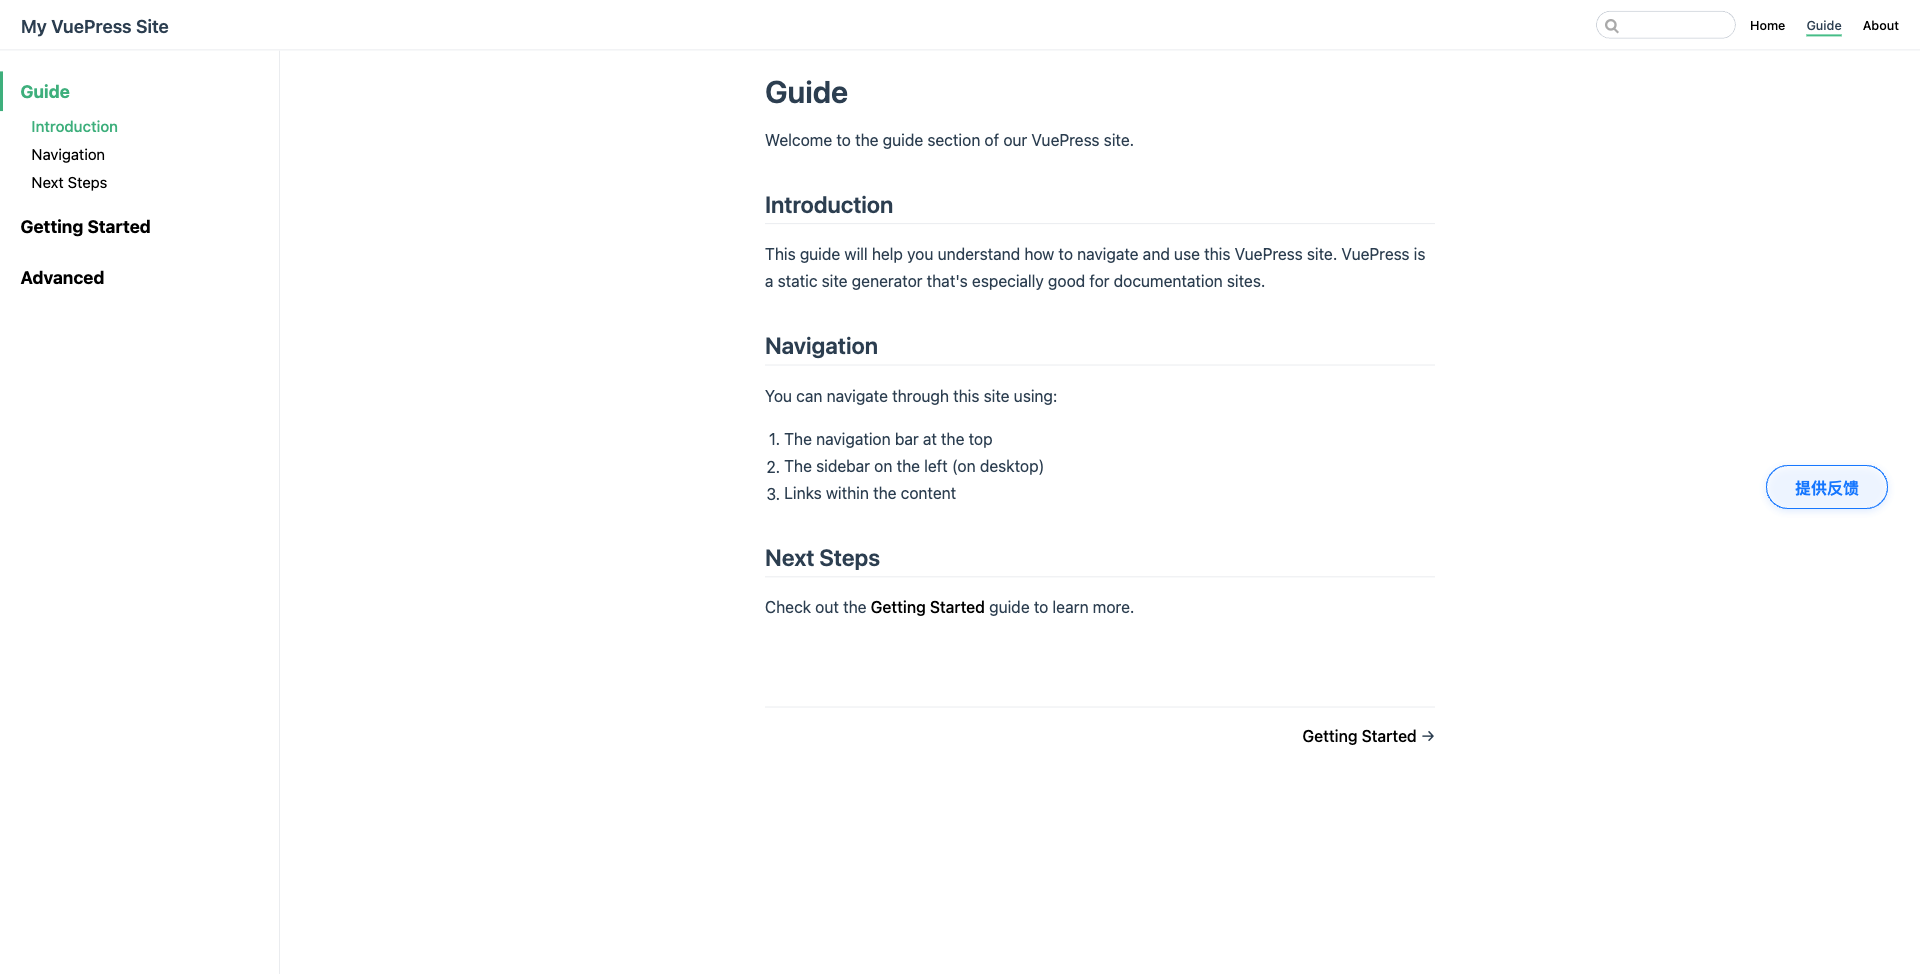 My VuePress Site
Home
Guide
About
Guide
Introduction
Navigation
Next Steps
Getting Started
Advanced
Guide
Welcome to the guide section of our VuePress site.
Introduction
This guide will help you understand how to navigate and use this VuePress site. VuePress is
a static site generator that's especially good for documentation sites.
Navigation
You can navigate through this site using:
1. The navigation bar at the top
2. The sidebar on the left (on desktop)
3. Links within the content
Next Steps
Check out the Getting Started guide to learn more.
Getting Started →
提供反馈